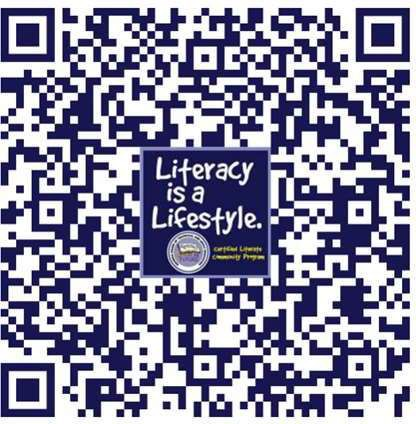 Literacy
is a
Lifestyle.
Certified Literate
Community Program